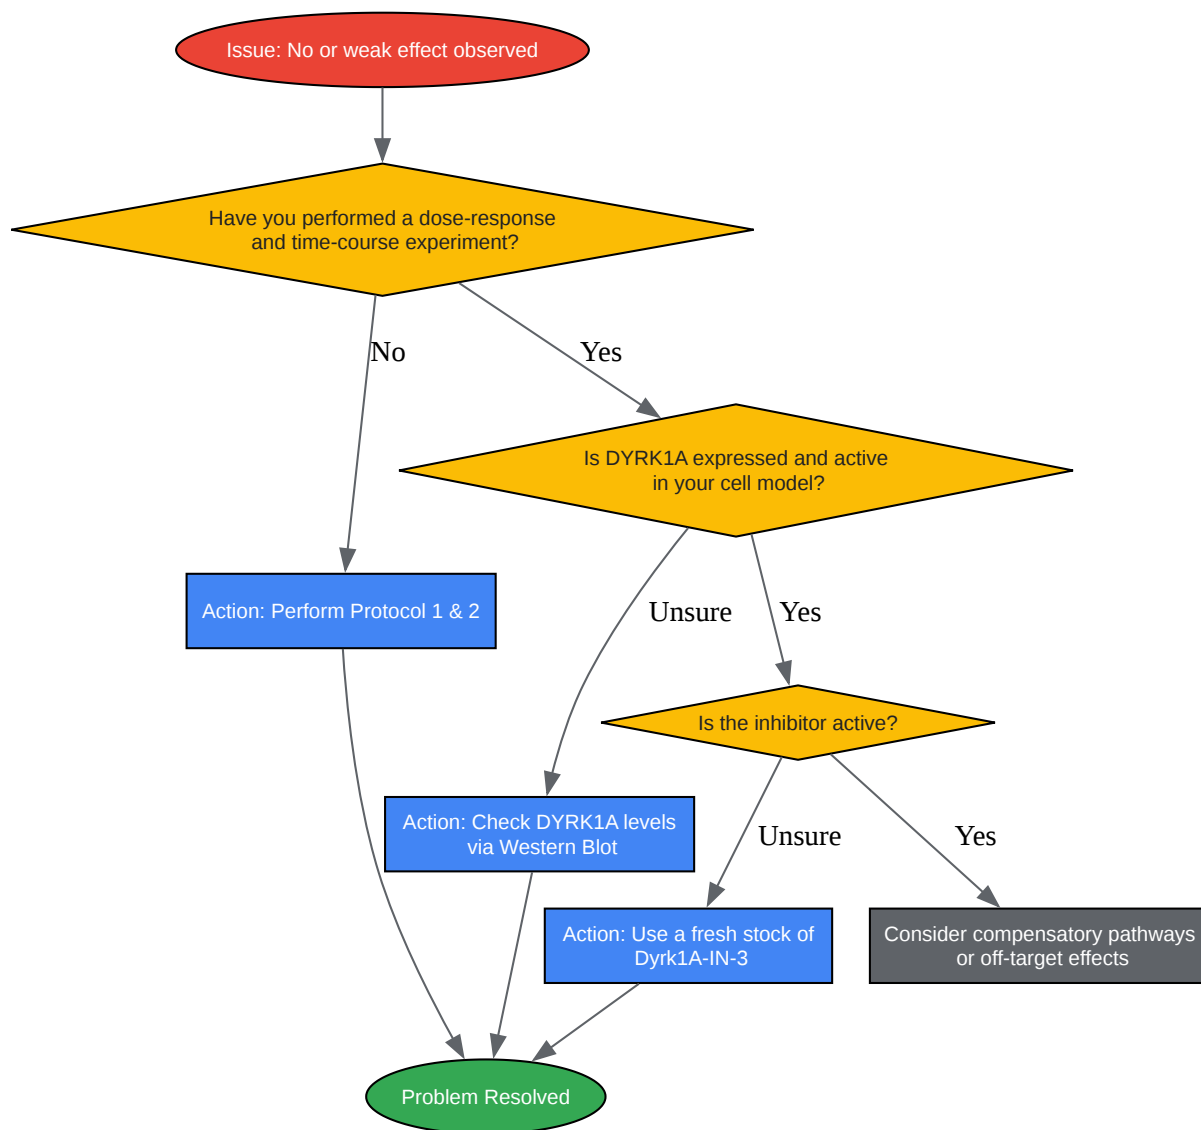 Issue: No or weak effect observed
Have you performed a dose-response
and time-course experiment?
No
Yes
Is DYRK1A expressed and active
in your cell model?
Action: Perform Protocol 1 & 2
Unsure
Yes
Is the inhibitor active?
Action: Check DYRK1A levels
via Western Blot
Unsure
Yes
Action: Use a fresh stock of
Dyrk1A-IN-3
Consider compensatory pathways
or off-target effects
Problem Resolved